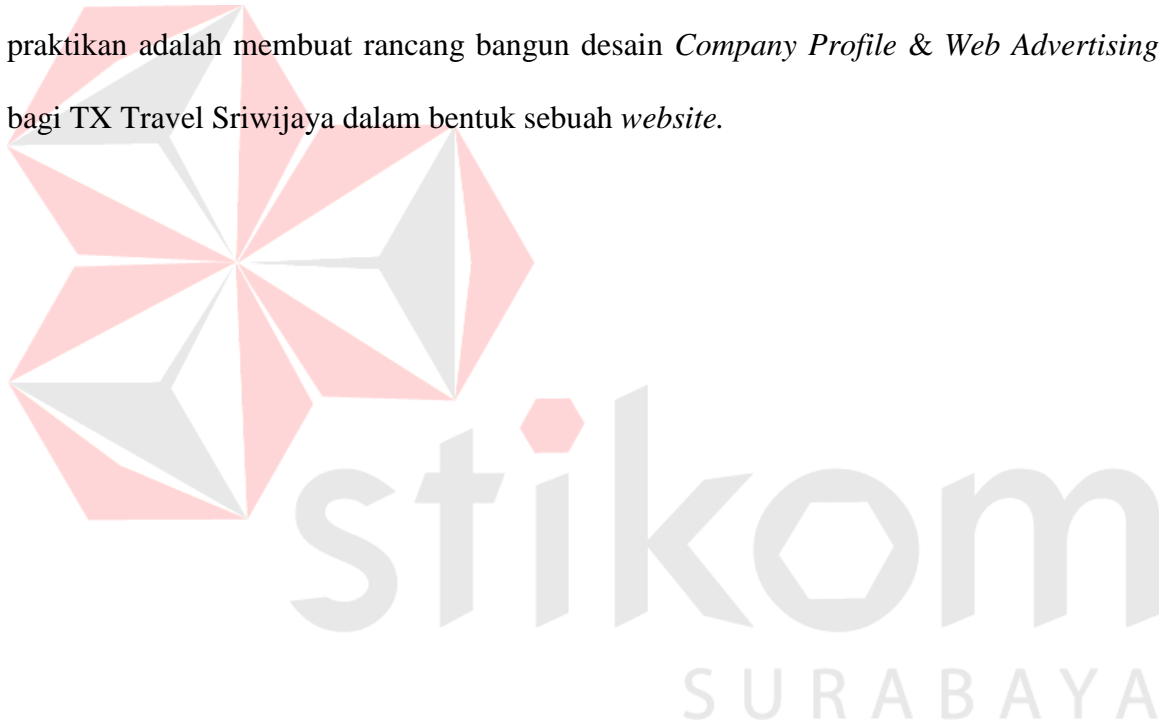 praktikan adalah membuat rancang bangun desain Company Profile & Web Advertising
bagi TX Travel Sriwijaya dalam bentuk sebuah website.
stikom
SURABAYA